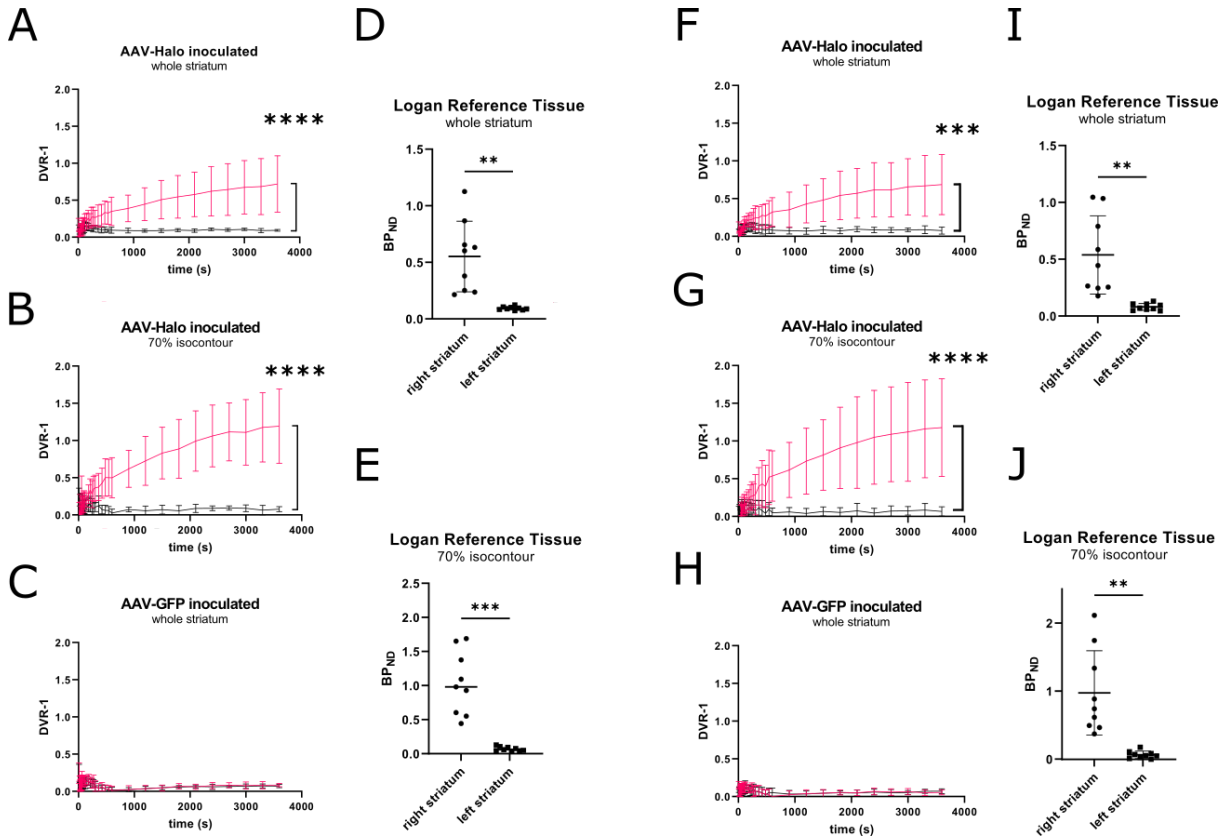 A
AAV-Halo inoculated
whole striatum
DVR-1
2.0
1.5
1.0
0.5
0.0
0
1000
2000
3000
4000
time (s)
****
B
AAV-Halo inoculated
70% isocontour
DVR-1
2.0
1.5
1.0
0.5
0.0
0
1000
2000
3000
4000
time (s)
****
C
AAV-GFP inoculated
whole striatum
DVR-1
2.0
1.5
1.0
0.5
0.0
0
1000
2000
3000
4000
time (s)
D
Logan Reference Tissue
whole striatum
BPND
1.5
1.0
0.5
0.0
**
right striatum
left striatum
E
Logan Reference Tissue
70% isocontour
BPND
2.5
2.0
1.5
1.0
0.5
0.0
***
right striatum
left striatum
F
AAV-Halo inoculated
whole striatum
DVR-1
2.0
1.5
1.0
0.5
0.0
0
1000
2000
3000
4000
time (s)
***
G
AAV-Halo inoculated
70% isocontour
DVR-1
2.0
1.5
1.0
0.5
0.0
0
1000
2000
3000
4000
time (s)
****
H
AAV-GFP inoculated
whole striatum
DVR-1
2.0
1.5
1.0
0.5
0.0
0
1000
2000
3000
4000
time (s)
I
Logan Reference Tissue
whole striatum
BPND
1.5
1.0
0.5
0.0
**
right striatum
left striatum
J
Logan Reference Tissue
70% isocontour
BPND
2
1
0
**
right striatum
left striatum